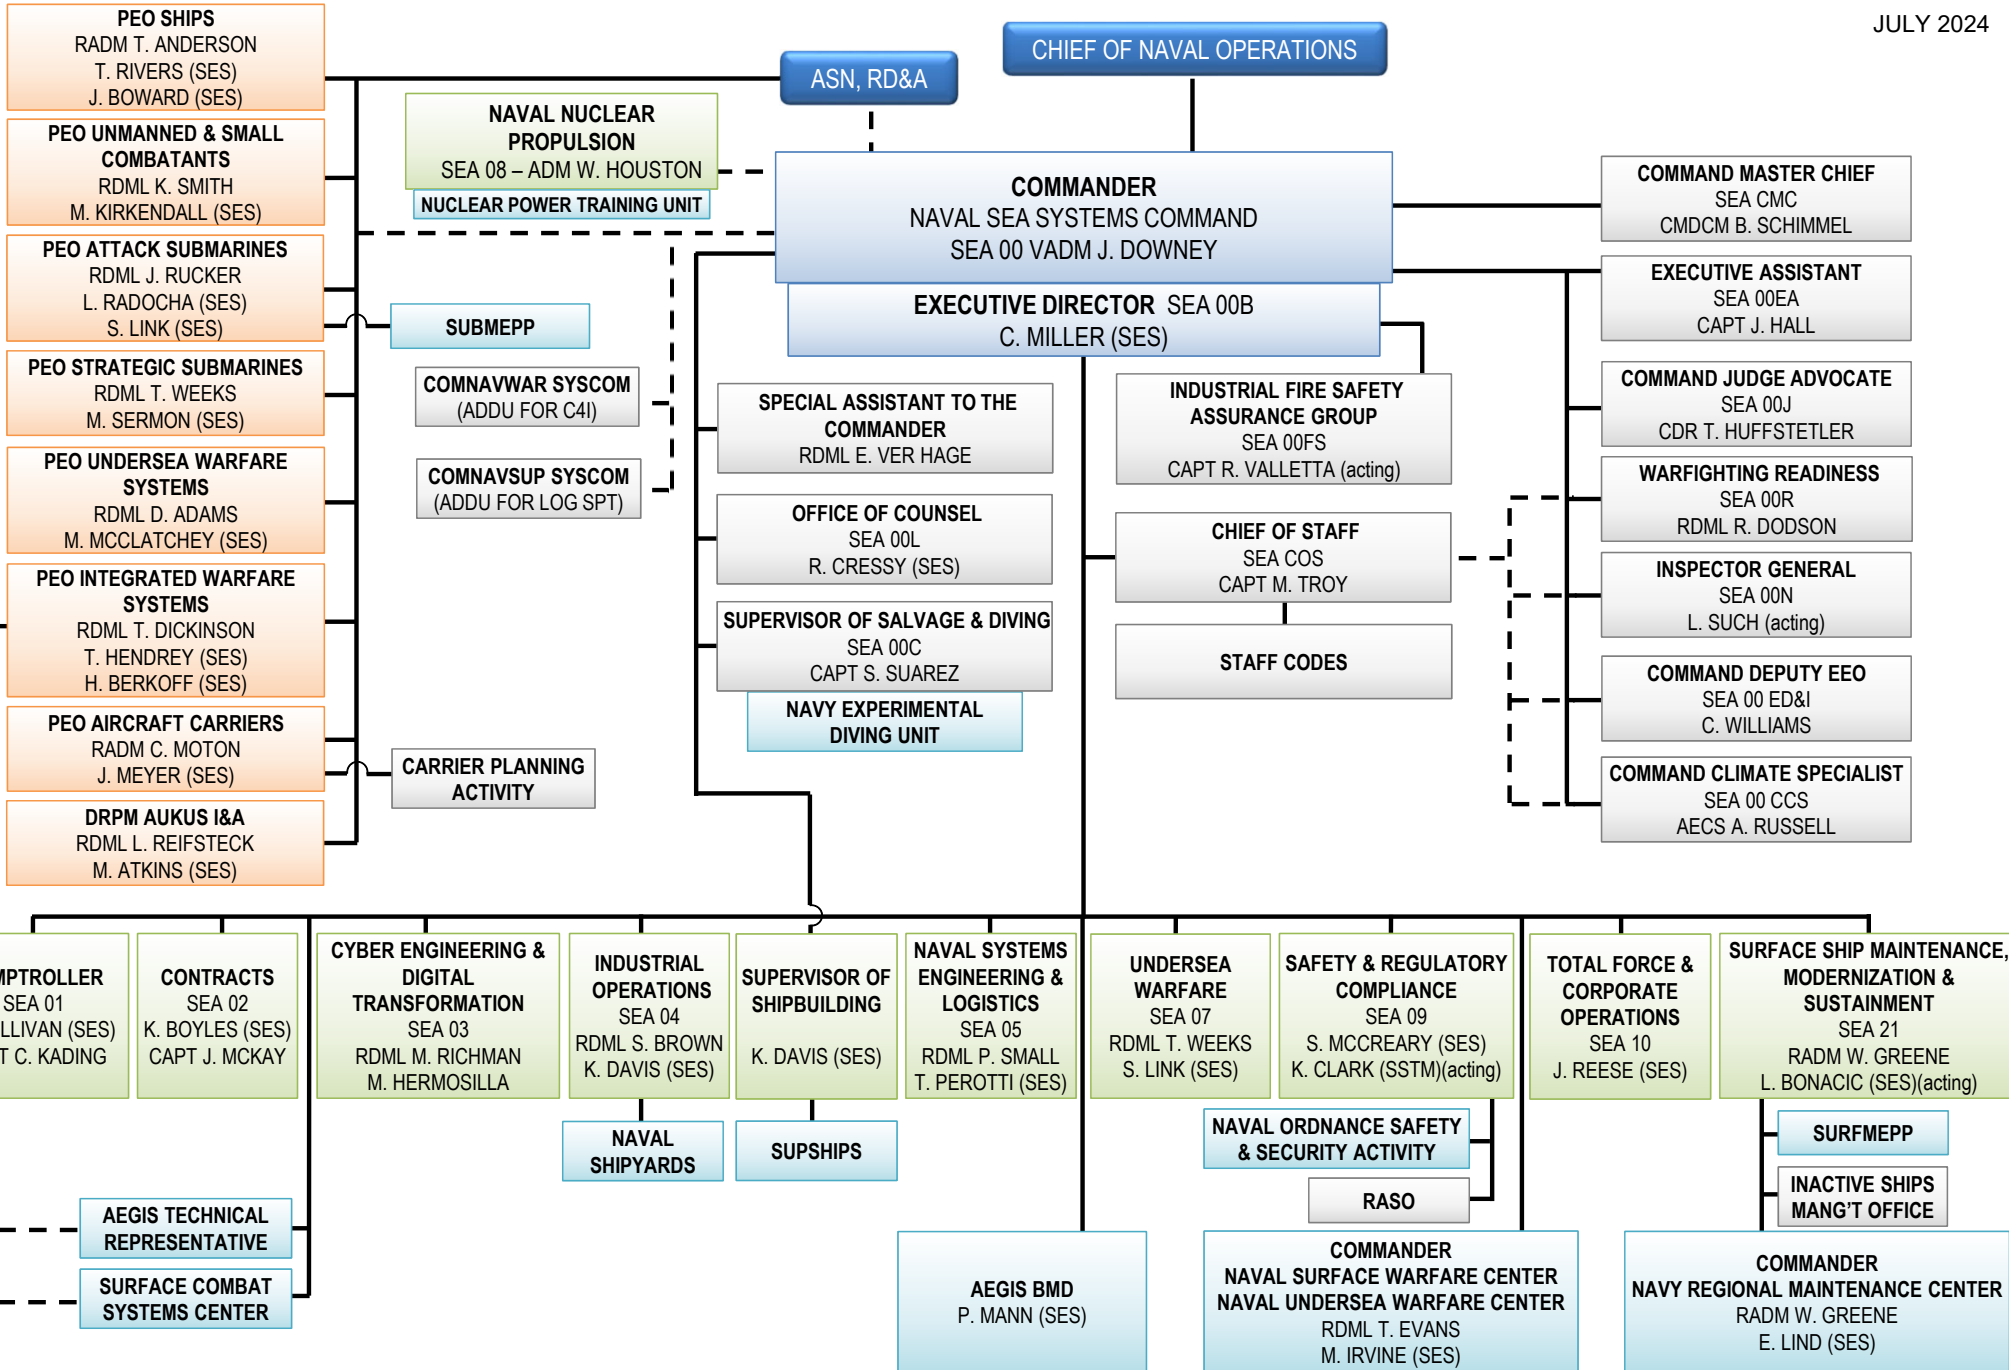 JULY 2024
CHIEF OF NAVAL OPERATIONS
ASN, RD&A
PEO SHIPS
RADM T. ANDERSON
T. RIVERS (SES)
J. BOWARD (SES)
PEO UNMANNED & SMALL
COMBATANTS
RDML K. SMITH
M. KIRKENDALL (SES)
PEO ATTACK SUBMARINES
RDML J. RUCKER
L. RADOCHA (SES)
S. LINK (SES)
SUBMEPP
PEO STRATEGIC SUBMARINES
RDML T. WEEKS
M. SERMON (SES)
PEO UNDERSEA WARFARE
SYSTEMS
RDML D. ADAMS
M. MCCLATCHEY (SES)
PEO INTEGRATED WARFARE
SYSTEMS
RDML T. DICKINSON
T. HENDREY (SES)
H. BERKOFF (SES)
PEO AIRCRAFT CARRIERS
RADM C. MOTON
J. MEYER (SES)
CARRIER PLANNING
ACTIVITY
DRPM AUKUS I&A
RDML L. REIFSTECK
M. ATKINS (SES)
NAVAL NUCLEAR
PROPULSION
SEA 08 – ADM W. HOUSTON
NUCLEAR POWER TRAINING UNIT
COMMANDER
NAVAL SEA SYSTEMS COMMAND
SEA 00 VADM J. DOWNEY
EXECUTIVE DIRECTOR SEA 00B
C. MILLER (SES)
COMNAVWAR SYSCOM
(ADDU FOR C4I)
COMNAVSUP SYSCOM
(ADDU FOR LOG SPT)
SPECIAL ASSISTANT TO THE
COMMANDER
RDML E. VER HAGE
OFFICE OF COUNSEL
SEA 00L
R. CRESSY (SES)
SUPERVISOR OF SALVAGE & DIVING
SEA 00C
CAPT S. SUAREZ
NAVY EXPERIMENTAL
DIVING UNIT
INDUSTRIAL FIRE SAFETY
ASSURANCE GROUP
SEA 00FS
CAPT R. VALLETTA (acting)
CHIEF OF STAFF
SEA COS
CAPT M. TROY
STAFF CODES
COMMAND MASTER CHIEF
SEA CMC
CMDCM B. SCHIMMEL
EXECUTIVE ASSISTANT
SEA 00EA
CAPT J. HALL
COMMAND JUDGE ADVOCATE
SEA 00J
CDR T. HUFFSTETLER
WARFIGHTING READINESS
SEA 00R
RDML R. DODSON
INSPECTOR GENERAL
SEA 00N
L. SUCH (acting)
COMMAND DEPUTY EEO
SEA 00 ED&I
C. WILLIAMS
COMMAND CLIMATE SPECIALIST
SEA 00 CCS
AECS A. RUSSELL
MPTROLLER
SEA 01
LLIVAN (SES)
T C. KADING
CONTRACTS
SEA 02
K. BOYLES (SES)
CAPT J. MCKAY
CYBER ENGINEERING &
DIGITAL
TRANSFORMATION
SEA 03
RDML M. RICHMAN
M. HERMOSILLA
INDUSTRIAL
OPERATIONS
SEA 04
RDML S. BROWN
K. DAVIS (SES)
NAVAL
SHIPYARDS
SUPERVISOR OF
SHIPBUILDING
K. DAVIS (SES)
SUPSHIPS
NAVAL SYSTEMS
ENGINEERING &
LOGISTICS
SEA 05
RDML P. SMALL
T. PEROTTI (SES)
UNDERSEA
WARFARE
SEA 07
RDML T. WEEKS
S. LINK (SES)
SAFETY & REGULATORY
COMPLIANCE
SEA 09
S. MCCREARY (SES)
K. CLARK (SSTM)(acting)
NAVAL ORDNANCE SAFETY
& SECURITY ACTIVITY
RASO
TOTAL FORCE &
CORPORATE
OPERATIONS
SEA 10
J. REESE (SES)
SURFACE SHIP MAINTENANCE,
MODERNIZATION &
SUSTAINMENT
SEA 21
RADM W. GREENE
L. BONACIC (SES)(acting)
SURFMEPP
INACTIVE SHIPS
MANG'T OFFICE
AEGIS TECHNICAL
REPRESENTATIVE
SURFACE COMBAT
SYSTEMS CENTER
AEGIS BMD
P. MANN (SES)
COMMANDER
NAVAL SURFACE WARFARE CENTER
NAVAL UNDERSEA WARFARE CENTER
RDML T. EVANS
M. IRVINE (SES)
COMMANDER
NAVY REGIONAL MAINTENANCE CENTER
RADM W. GREENE
E. LIND (SES)